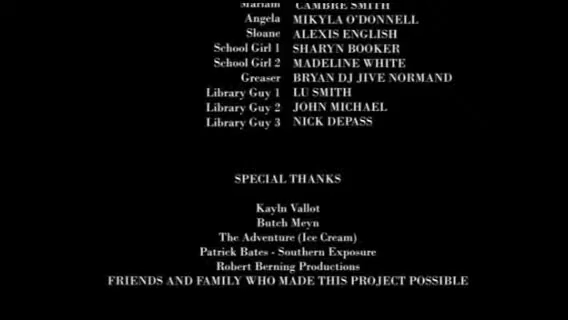 Mariam CAMBRE SMITH
Angela MIKYLA O'DONNELL
Sloane ALEXIS ENGLISH
School Girl 1 SHARYN BOOKER
School Girl 2 MADELINE WHITE
Greaser BRYAN DJ JIVE NORMAND
Library Guy 1 LU SMITH
Library Guy 2 JOHN MICHAEL
Library Guy 3 NICK DEPASS
SPECIAL THANKS
Kayln Vallot
Butch Meyn
The Adventure (Ice Cream)
Patrick Bates - Southern Exposure
Robert Berning Productions
FRIENDS AND FAMILY WHO MADE THIS PROJECT POSSIBLE